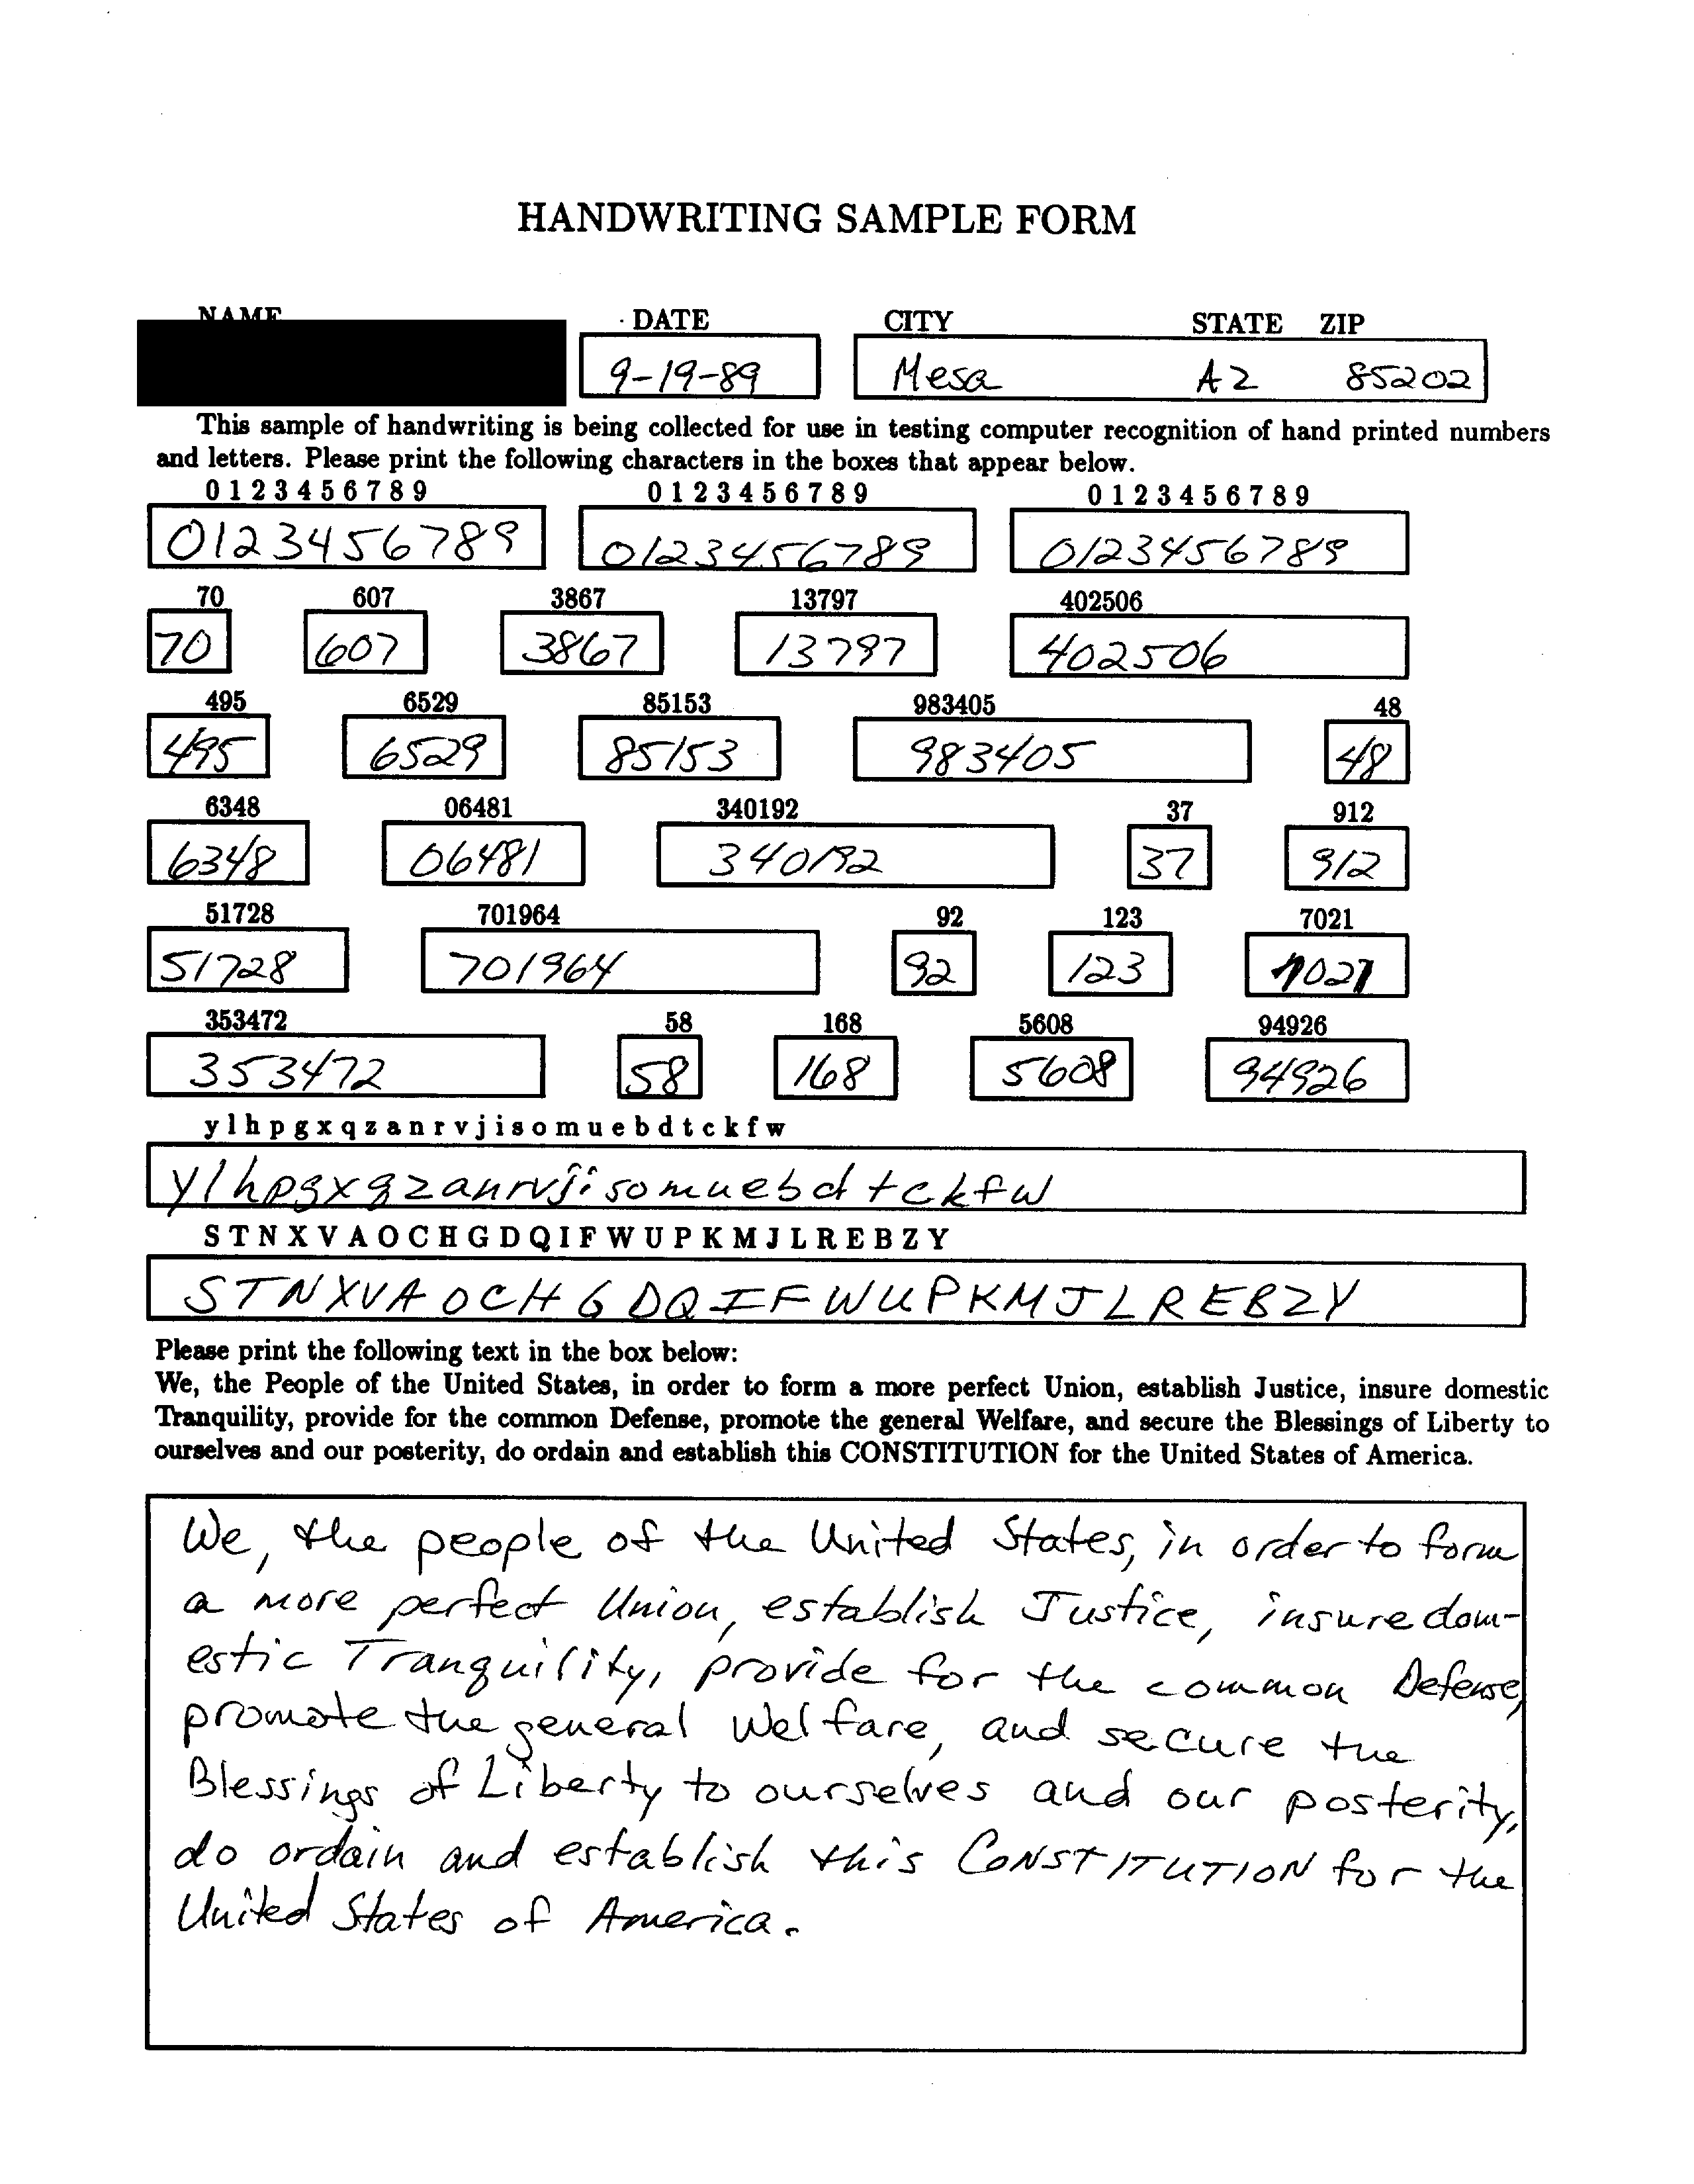 HANDWRITING SAMPLE FORM
NAME DATE CITY STATE ZIP
9-19-89 Mesa AZ 85202
This sample of handwriting is being collected for use in testing computer recognition of hand printed numbers
and letters. Please print the following characters in the boxes that appear below.
0 1 2 3 4 5 6 7 8 9 0 1 2 3 4 5 6 7 8 9 0 1 2 3 4 5 6 7 8 9
0123456789 0123456789 0123456789
70 607 3867 13797 402506
70 607 3867 13797 402506
495 6529 85153 983405 48
495 6529 85153 983405 48
6348 06481 340192 37 912
6348 06481 340192 37 912
51728 701964 92 123 7021
51728 701964 92 123 7021
353472 58 168 5608 94926
353472 58 168 5608 94926
y l h p g x q z a n r v j i s o m u e b d t c k f w
ylhpgxqzanrvjisomuebdtckfw
S T N X V A O C H G D Q I F W U P K M J L R E B Z Y
STNXVAOCHGDQIFWUPKMJLREBZY
Please print the following text in the box below:
We, the People of the United States, in order to form a more perfect Union, establish Justice, insure domestic
Tranquility, provide for the common Defense, promote the general Welfare, and secure the Blessings of Liberty to
ourselves and our posterity, do ordain and establish this CONSTITUTION for the United States of America.
We, the people of the United States, in order to form
a more perfect Union, establish Justice, insure dom-
estic Tranquility, provide for the common Defense,
promote the general Welfare, and secure the
Blessings of Liberty to ourselves and our posterity,
do ordain and establish this CONSTITUTION for the
United States of America.